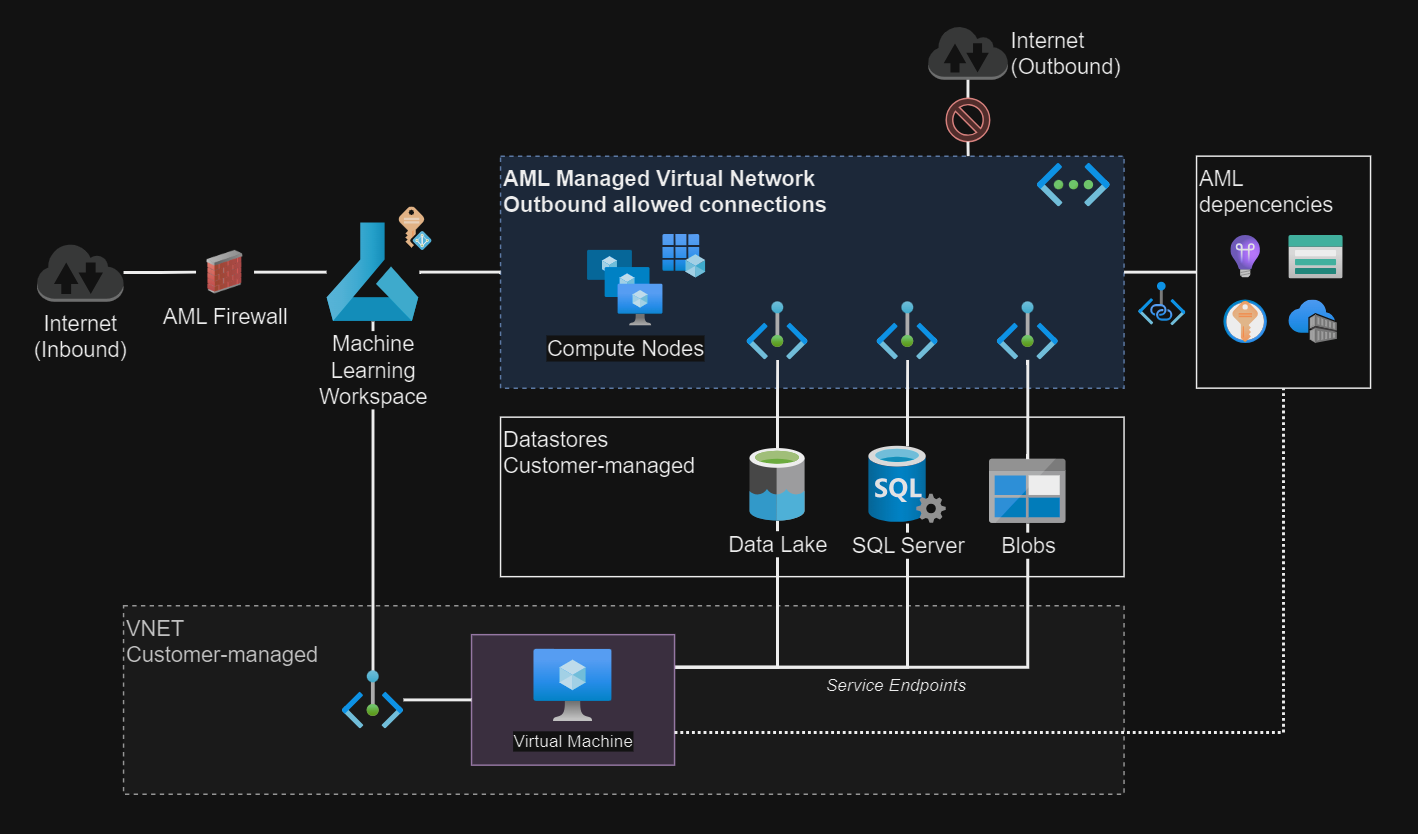 Internet
(Outbound)
AML Managed Virtual Network
Outbound allowed connections
AML
depencencies
Internet
(Inbound)
AML Firewall
Machine
Learning
Workspace
Compute Nodes
Datastores
Customer-managed
SQL
Data Lake
SQL Server
Blobs
VNET
Customer-managed
Service Endpoints
Virtual Machine